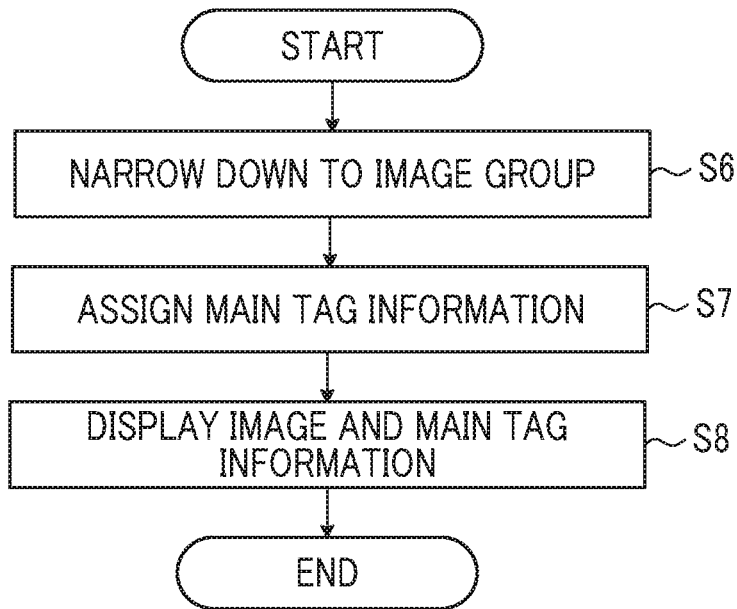 START
NARROW DOWN TO IMAGE GROUP
S6
ASSIGN MAIN TAG INFORMATION
S7
DISPLAY IMAGE AND MAIN TAG
INFORMATION
S8
END